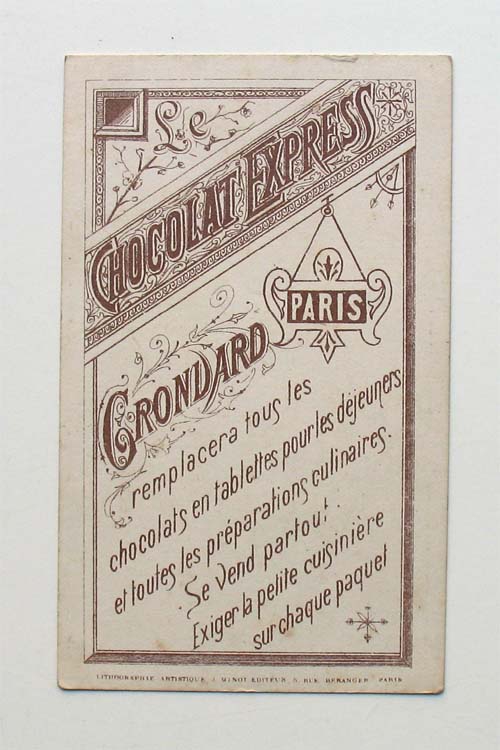 Le
CHOCOLAT EXPRESS
PARIS
GRONDARD
remplacera tous les
chocolats en tablettes pour les déjeuners
et toutes les préparations culinaires.
Se Vend partout.
Exiger la petite cuisinière
sur chaque paquet
LITHOGRAPHIE ARTISTIQUE J. MINOT EDITEUR, 5, RUE BERANGER PARIS